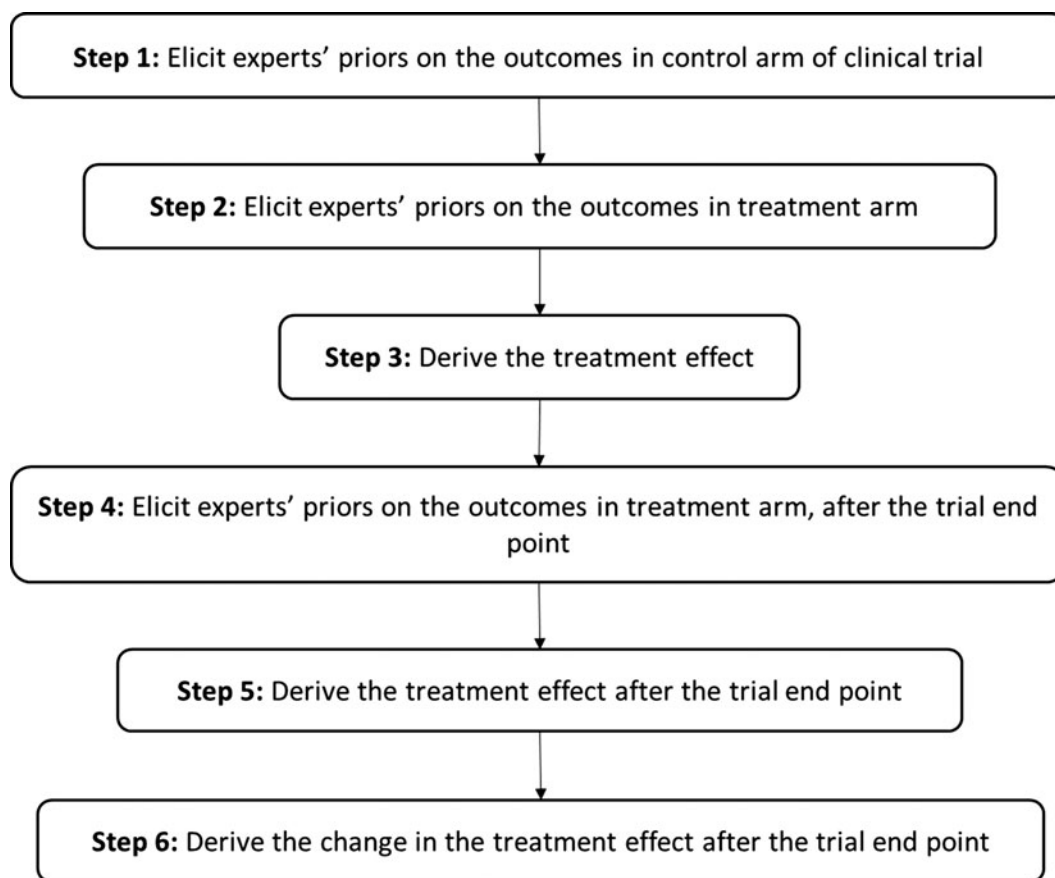 Step 1: Elicit experts’ priors on the outcomes in control arm of clinical trial
Step 2: Elicit experts’ priors on the outcomes in treatment arm
Step 3: Derive the treatment effect
Step 4: Elicit experts’ priors on the outcomes in treatment arm, after the trial end
point
Step 5: Derive the treatment effect after the trial end point
Step 6: Derive the change in the treatment effect after the trial end point